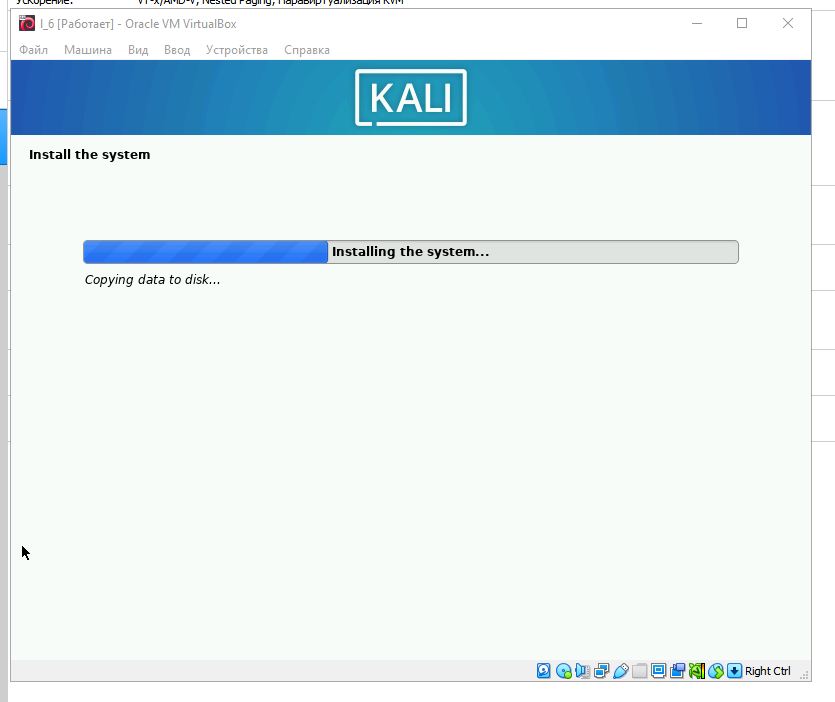 Ускорение: VT-x/AMD-V, Nested Paging, Паравиртуализация KVM
l_6 [Работает] - Oracle VM VirtualBox
Файл Машина Вид Ввод Устройства Справка
KALI
Install the system
Installing the system...
Copying data to disk...
Right Ctrl